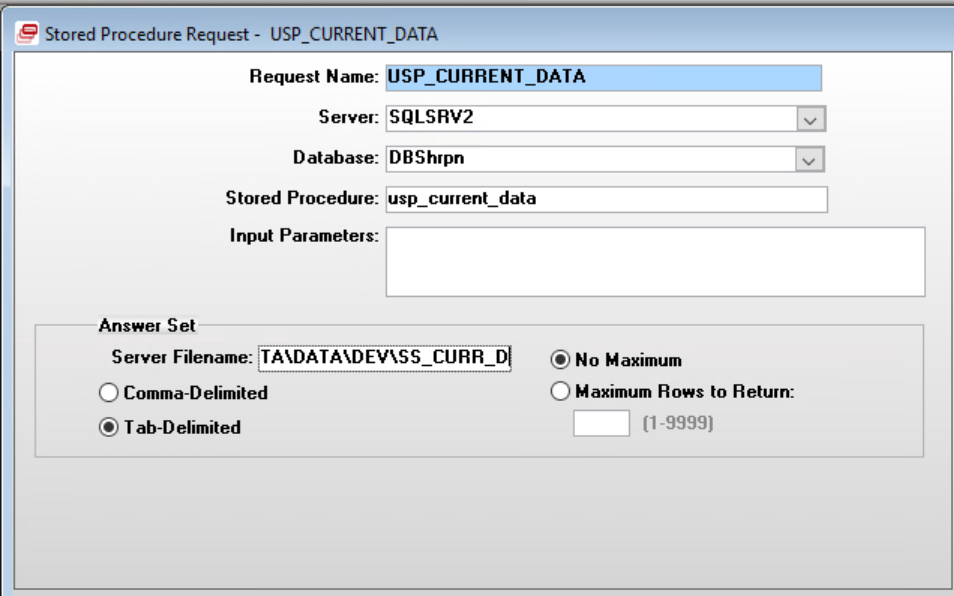 Stored Procedure Request - USP_CURRENT_DATA
Request Name: USP_CURRENT_DATA
Server: SQLSRV2
Database: DBShrpn
Stored Procedure: usp_current_data
Input Parameters:
Answer Set
Server Filename: TA\DATA\DEV\SS_CURR_D
No Maximum
Comma-Delimited
Maximum Rows to Return:
Tab-Delimited
(1-9999)